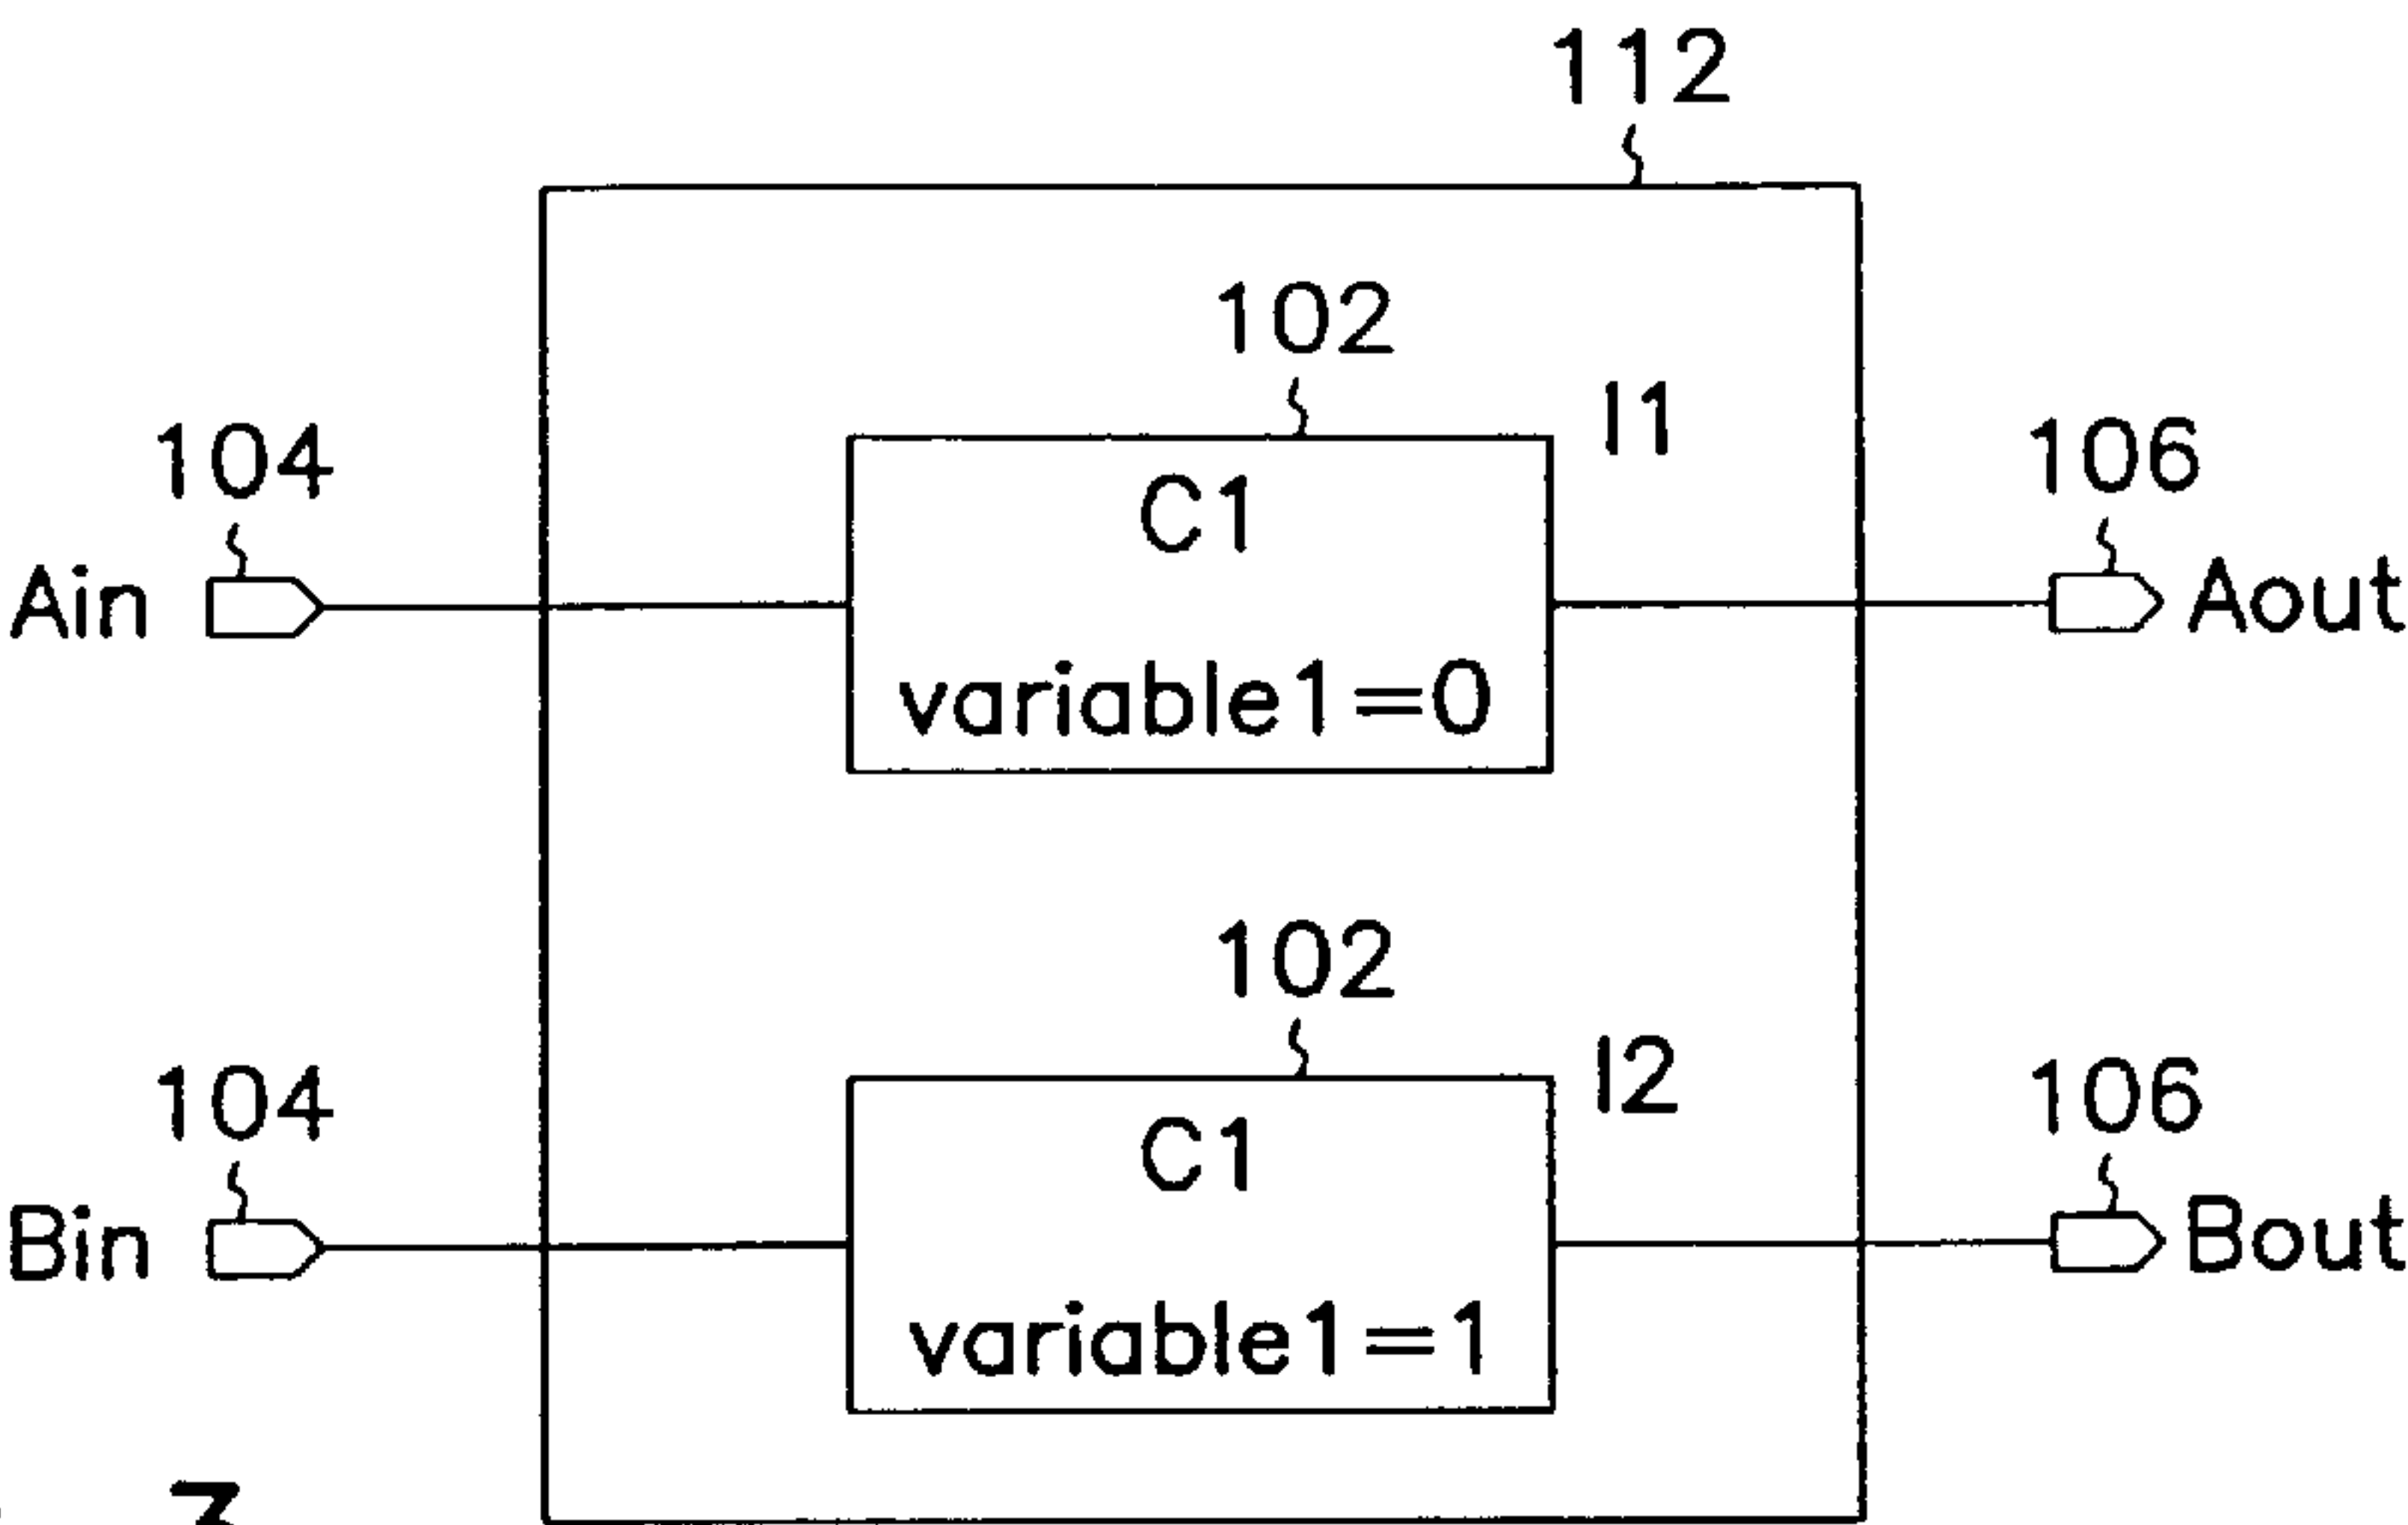 112
102
I1
104
106
C1
Ain
Aout
variable1=0
102
I2
104
106
C1
Bin
Bout
variable1=1